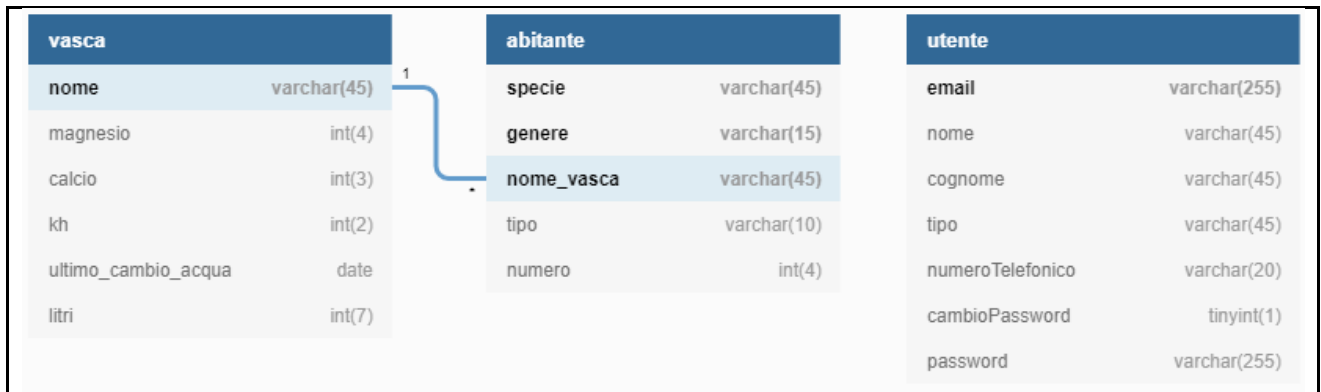 vasca
nome varchar(45)
magnesio int(4)
calcio int(3)
kh int(2)
ultimo_cambio_acqua date
litri int(7)
1
*
abitante
specie varchar(45)
genere varchar(15)
nome_vasca varchar(45)
tipo varchar(10)
numero int(4)
utente
email varchar(255)
nome varchar(45)
cognome varchar(45)
tipo varchar(45)
numeroTelefonico varchar(20)
cambioPassword tinyint(1)
password varchar(255)